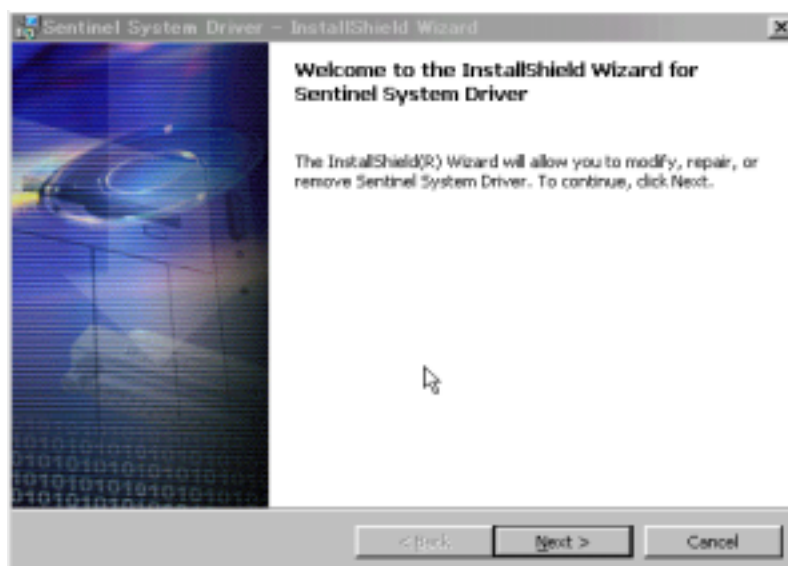 Sentinel System Driver - InstallShield Wizard
Welcome to the InstallShield Wizard for
Sentinel System Driver
The InstallShield(R) Wizard will allow you to modify, repair, or
remove Sentinel System Driver. To continue, click Next.
< Back
Next >
Cancel